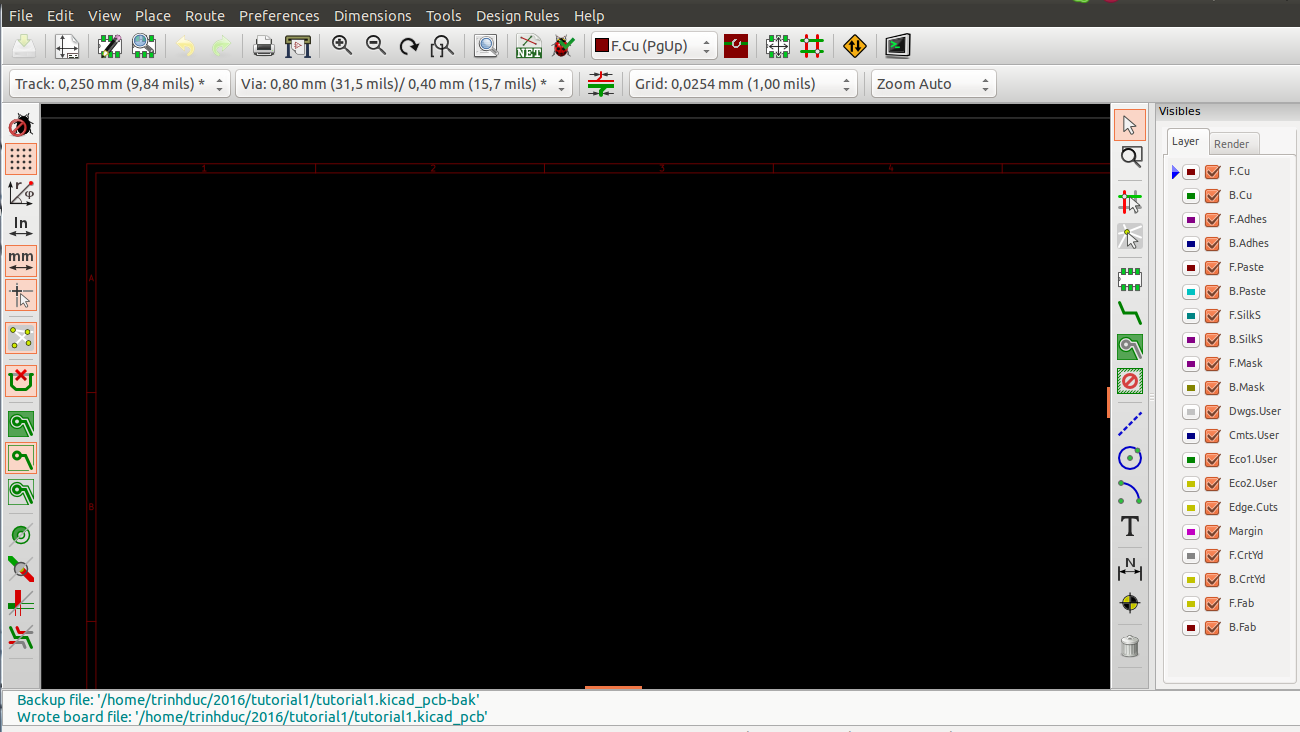 File Edit View Place Route Preferences Dimensions Tools Design Rules Help
NET F.Cu (PgUp)
Track: 0,250 mm (9,84 mils) * Via: 0,80 mm (31,5 mils)/ 0,40 mm (15,7 mils) * Grid: 0,0254 mm (1,00 mils) Zoom Auto
Visibles
Layer Render
1 2 3 4
r φ
In
mm
A
B
T
N
F.Cu
B.Cu
F.Adhes
B.Adhes
F.Paste
B.Paste
F.SilkS
B.SilkS
F.Mask
B.Mask
Dwgs.User
Cmts.User
Eco1.User
Eco2.User
Edge.Cuts
Margin
F.CrtYd
B.CrtYd
F.Fab
B.Fab
Backup file: '/home/trinhduc/2016/tutorial1/tutorial1.kicad_pcb-bak'
Wrote board file: '/home/trinhduc/2016/tutorial1/tutorial1.kicad_pcb'